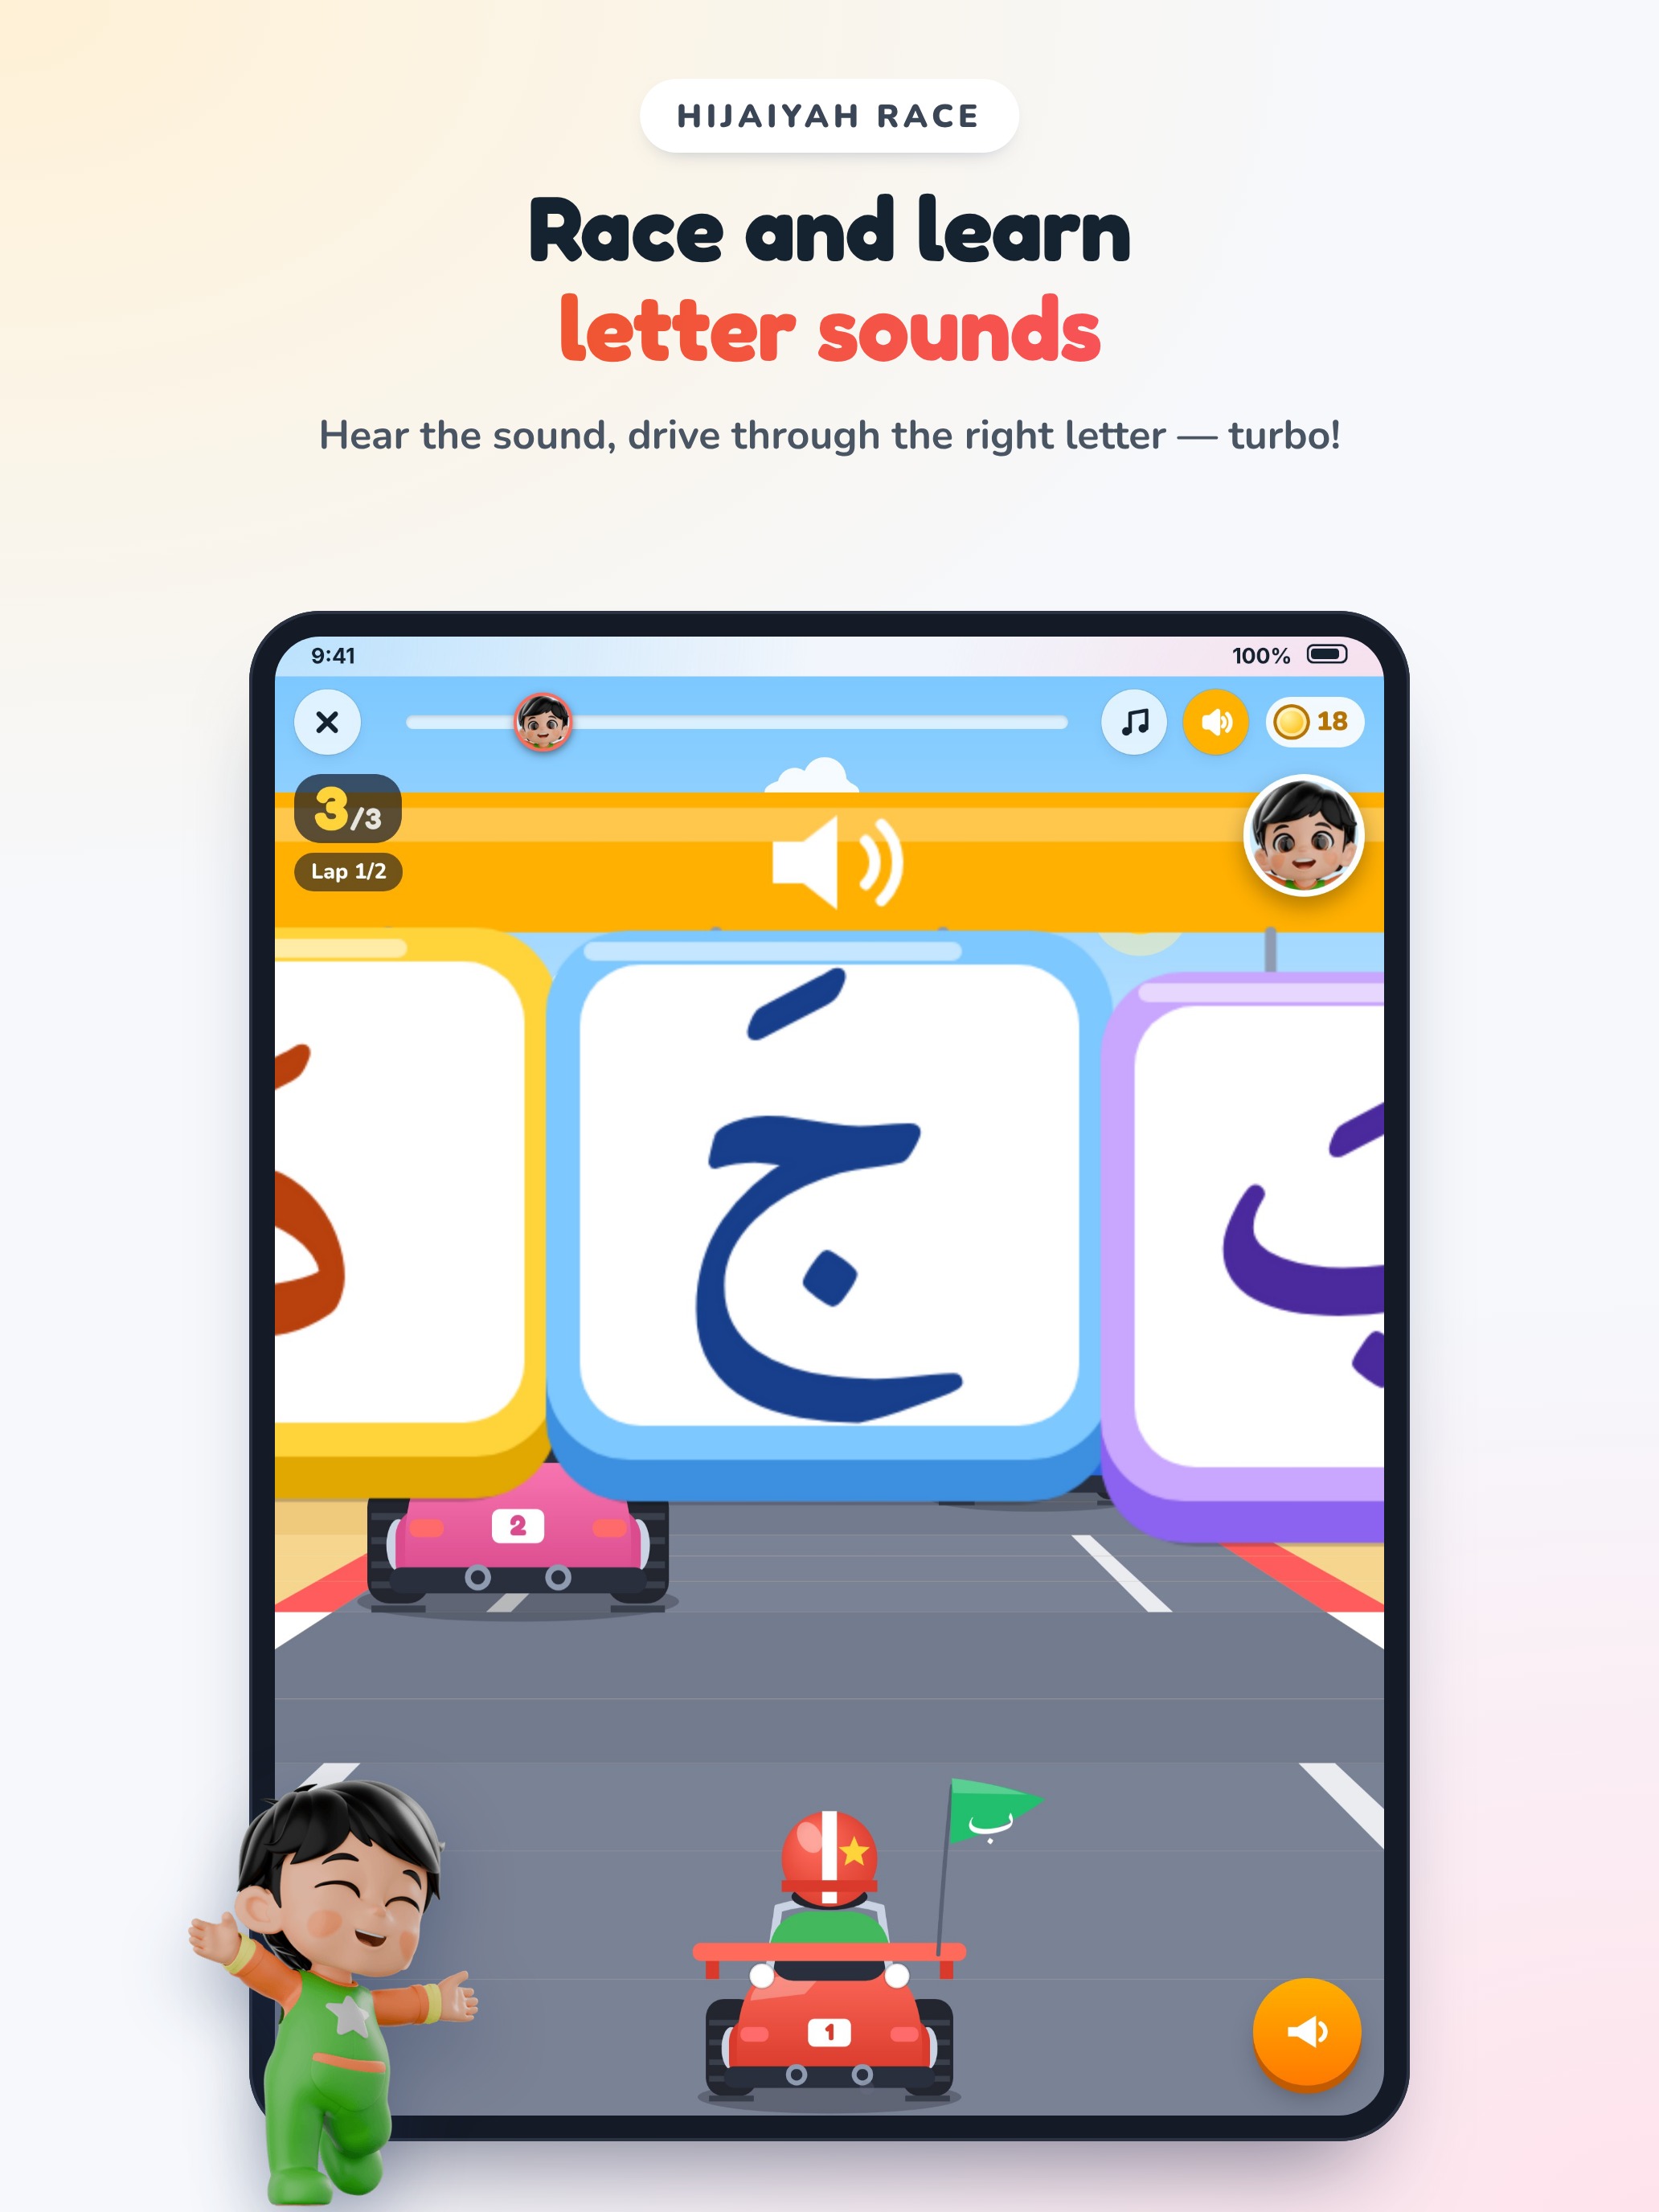 HIJAIYAH RACE
Race and learn
letter sounds
Hear the sound, drive through the right letter — turbo!
9:41
100%
18
3/3
Lap 1/2
جَ
بَ
2
ب
1